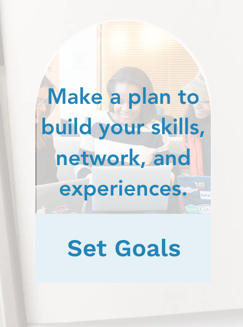 Make a plan to
build your skills,
network, and
experiences.
Set Goals